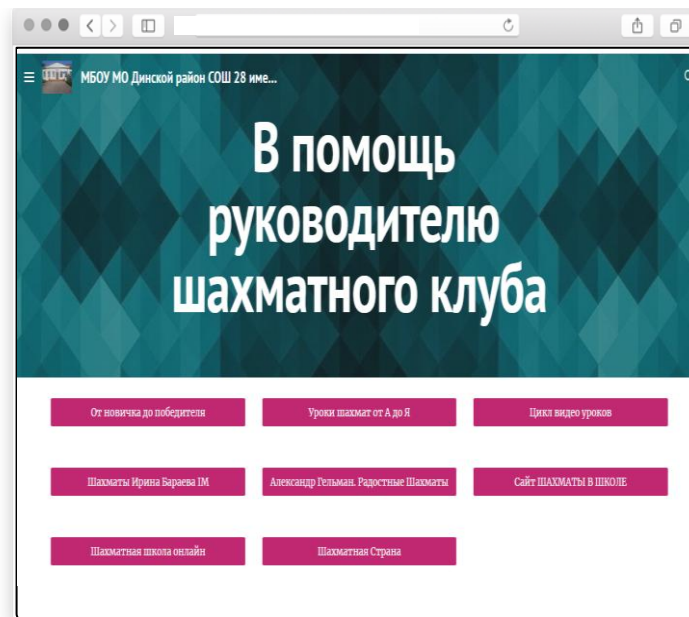 МБОУ МО Динской район СОШ 28 име...
В помощь
руководителю
шахматного клуба
От новичка до победителя
Уроки шахмат от А до Я
Цикл видео уроков
Шахматы Ирина Бараева IM
Александр Гельман. Радостные Шахматы
Сайт ШАХМАТЫ В ШКОЛЕ
Шахматная школа онлайн
Шахматная Страна